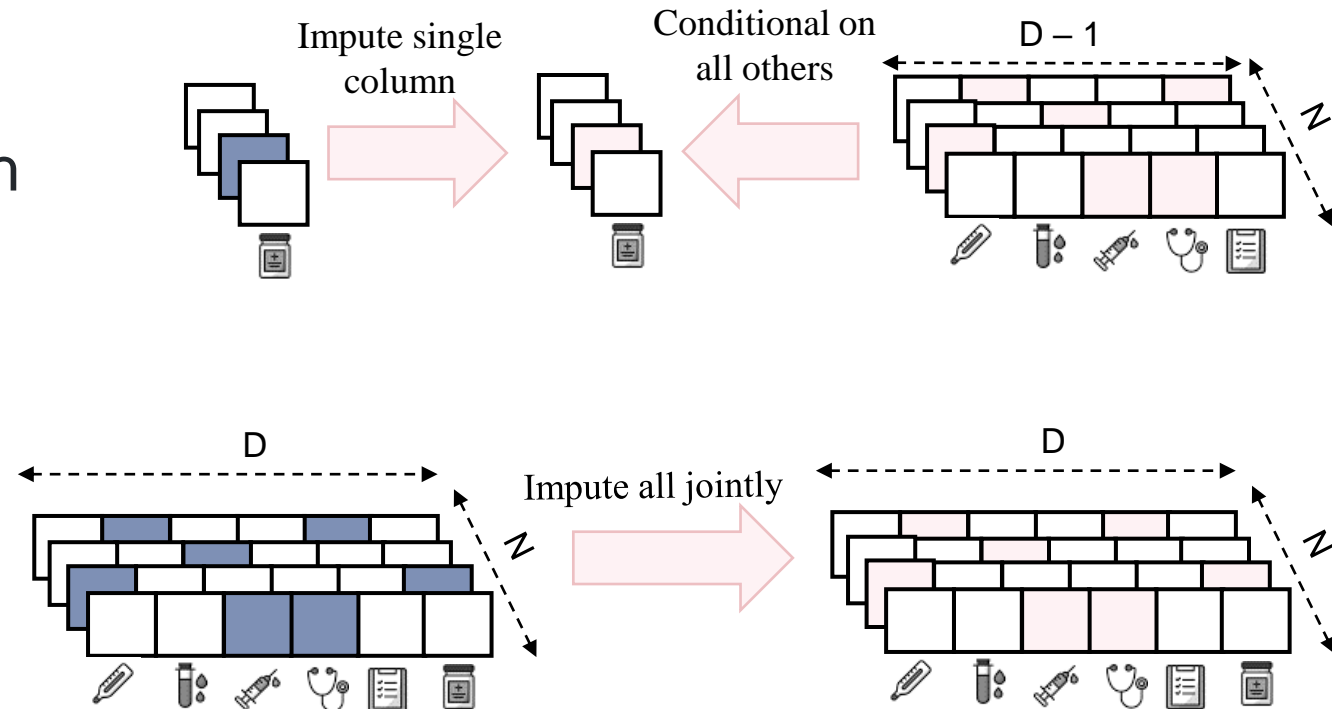 Impute single
column
Conditional on
all others
D – 1
N
n
D
Impute all jointly
D
N
N